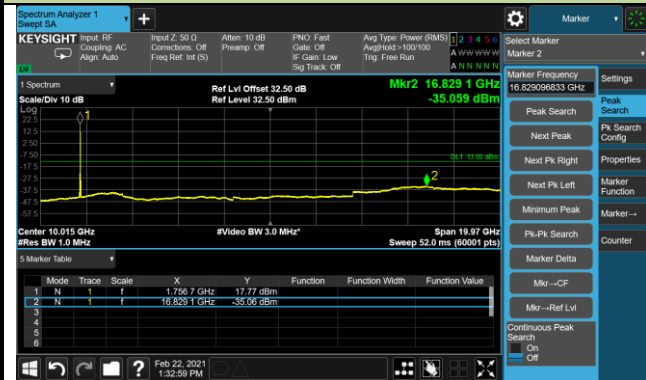 Spectrum Analyzer 1
Swept SA
+
Marker
KEYSIGHT Input: RF Input Z: 50 Ω Atten: 10 dB PNO: Fast Avg Type: Power (RMS) 1 2 3 4 5 6
Coupling: AC Corrections: Off Preamp: Off Gate: Off Avg|Hold:>100/100 A W W W W W
Align: Auto Freq Ref: Int (S) IF Gain: Low Trig: Free Run A N N N N N
Sig Track: Off
Select Marker
Marker 2
1 Spectrum
Scale/Div 10 dB
Ref Lvl Offset 32.50 dB
Ref Level 32.50 dBm
Mkr2 16.829 1 GHz
-35.059 dBm
Log
22.5
12.5
2.50
-7.50
-17.5
-27.5
-37.5
-47.5
-57.5
1
2
DL1 -13.00 dBm
Center 10.015 GHz #Video BW 3.0 MHz* Span 19.97 GHz
#Res BW 1.0 MHz Sweep 52.0 ms (60001 pts)
5 Marker Table
Mode Trace Scale X Y Function Function Width Function Value
1 N 1 f 1.756 7 GHz 17.77 dBm
2 N 1 f 16.829 1 GHz -35.06 dBm
3
4
5
6
Feb 22, 2021
1:32:59 PM
?
Marker Frequency
16.829096833 GHz
Peak Search
Next Peak
Next Pk Right
Next Pk Left
Minimum Peak
Pk-Pk Search
Marker Delta
Mkr→CF
Mkr→Ref Lvl
Continuous Peak
Search
On
Off
Settings
Peak
Search
Pk Search
Config
Properties
Marker
Function
Marker→
Counter